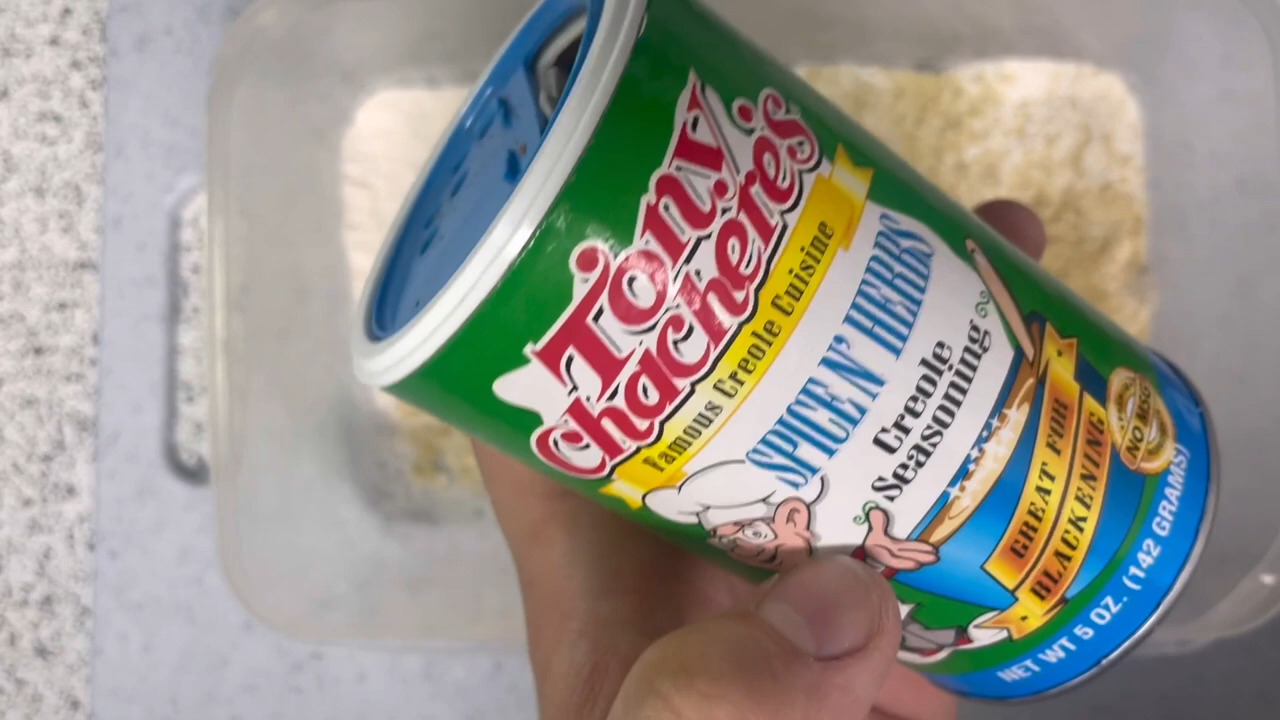 Tony
Chachere's
Famous Creole Cuisine
SPICE N' HERBS
Creole
Seasoning
GREAT FOR
BLACKENING
NO MSG
NET WT 5 OZ. (142 GRAMS)